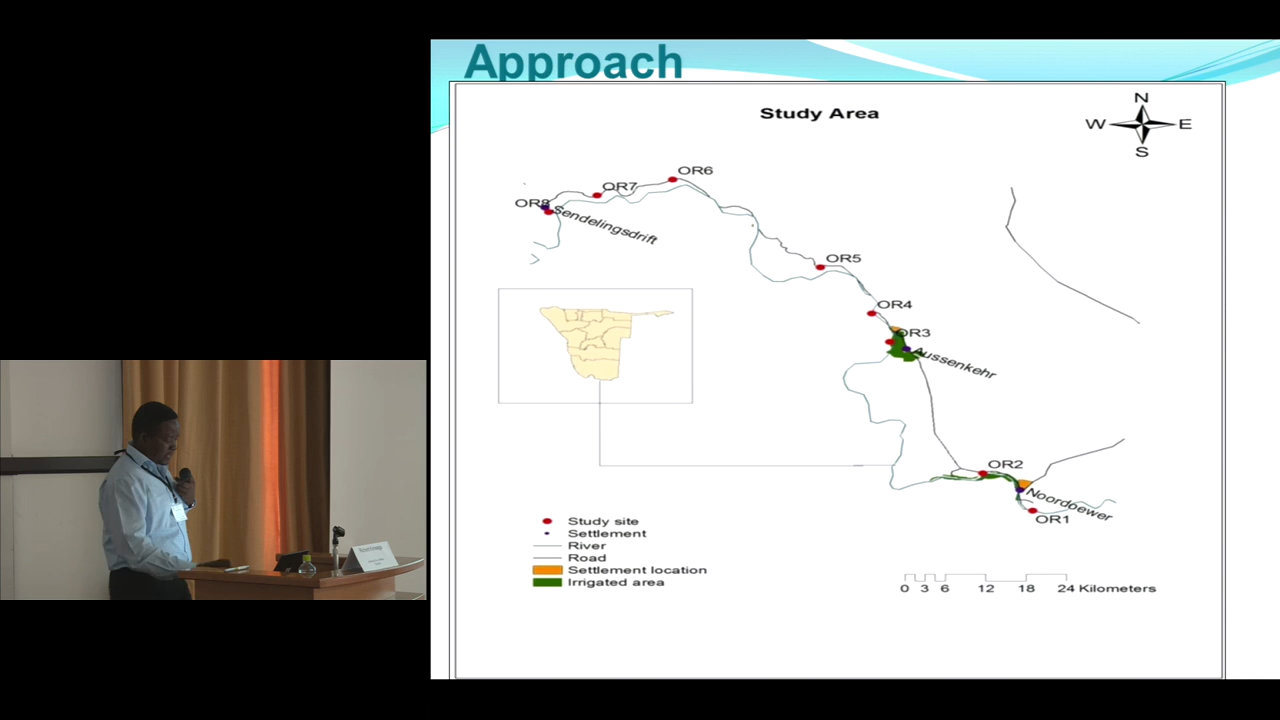 Approach
Study Area
N
W
E
S
OR6
OR7
OR8
Sendelingsdrift
OR5
OR4
OR3
Aussenkehr
OR2
Noordoewer
OR1
Study site
Settlement
River
Road
Settlement location
Irrigated area
0 3 6 12 18 24 Kilometers